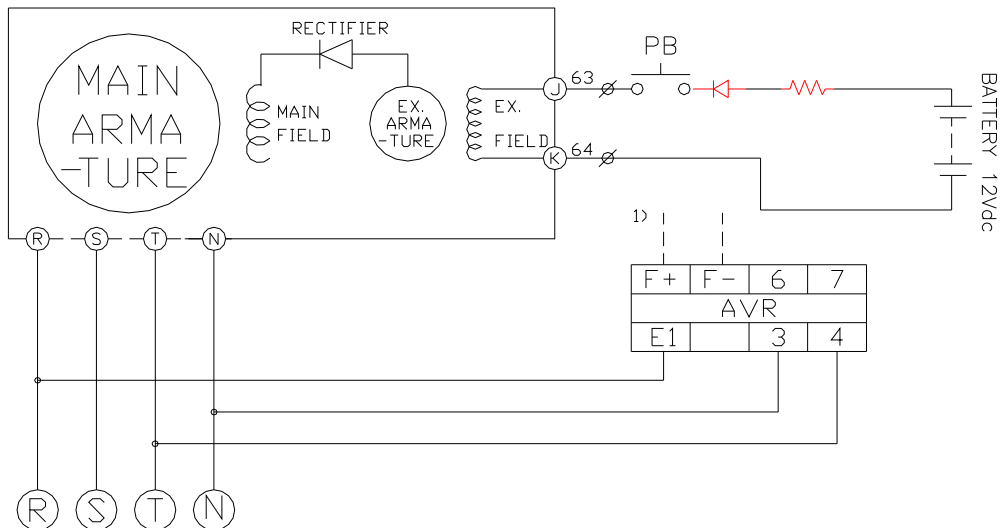 RECTIFIER
MAIN
ARMA
-TURE
MAIN
FIELD
EX.
ARMA
-TURE
EX.
FIELD
J
63
K
64
PB
BATTERY 12Vdc
R S T N
1)
F+ F- 6 7
AVR
E1 3 4
R S T N